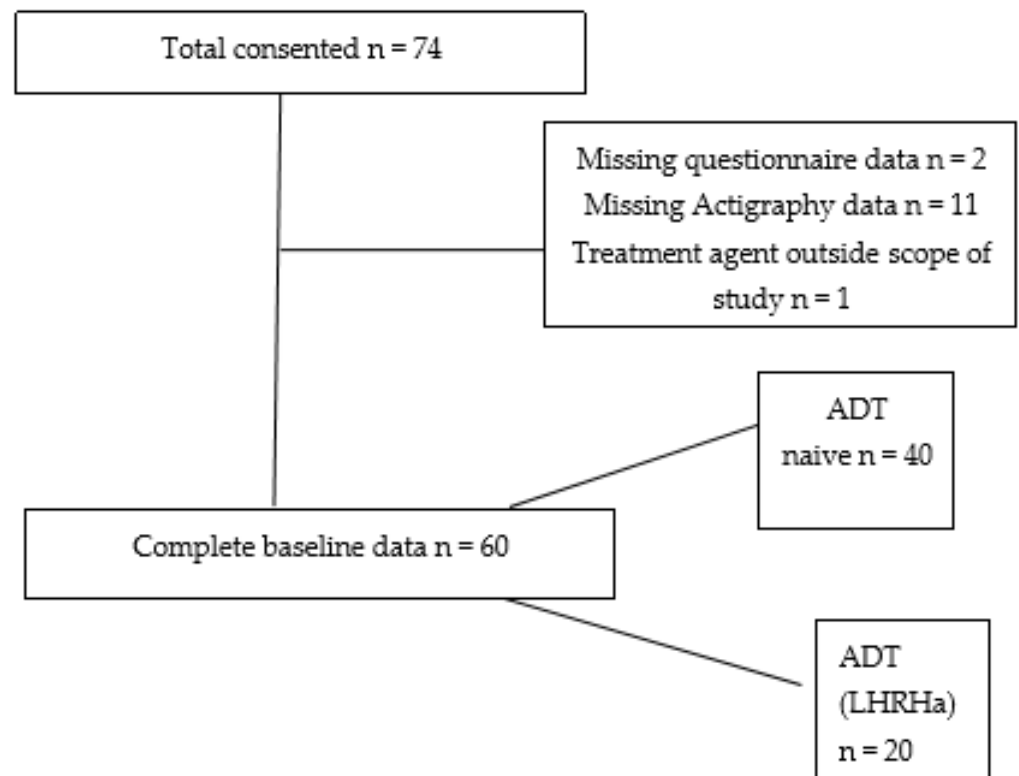 Total consented n = 74
Missing questionnaire data n = 2
Missing Actigraphy data n = 11
Treatment agent outside scope of
study n = 1
ADT
naive n = 40
Complete baseline data n = 60
ADT
(LHRHa)
n = 20